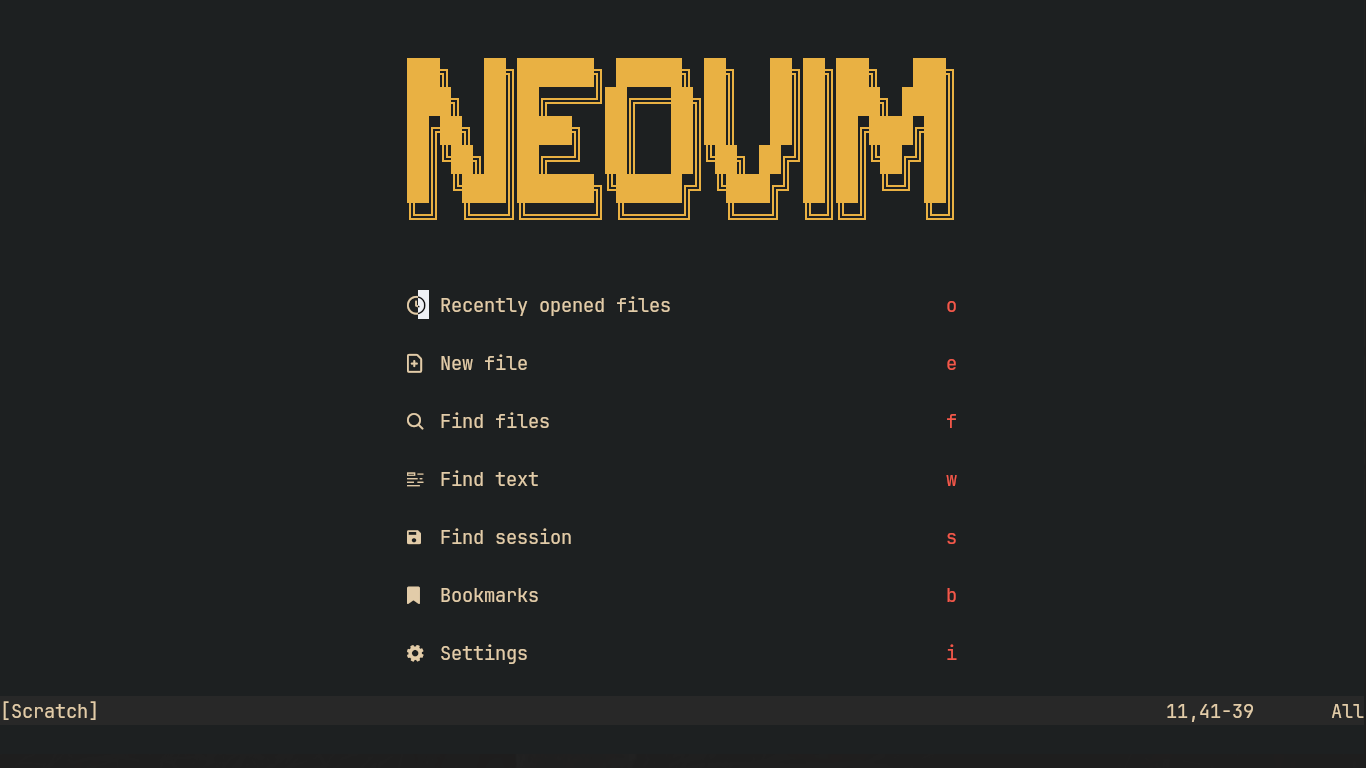 NEOVIM
Recently opened files o
New file e
Find files f
Find text w
Find session s
Bookmarks b
Settings i
[Scratch] 11,41-39 All